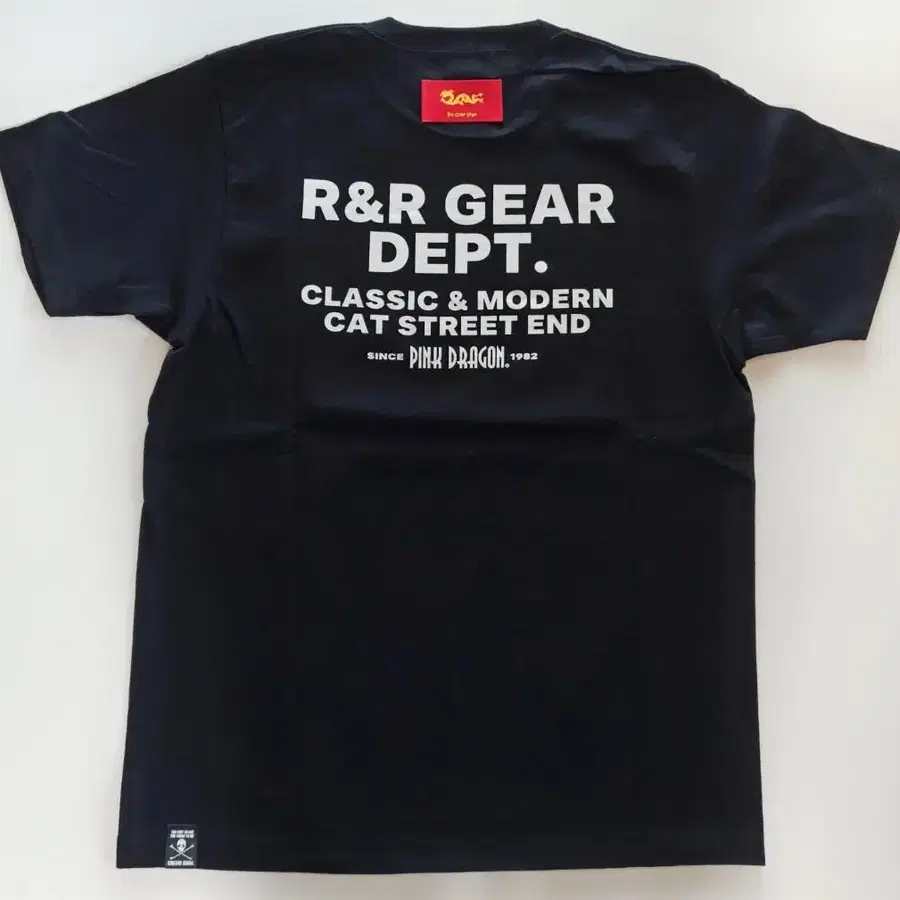 R&R GEAR
DEPT.
CLASSIC & MODERN
CAT STREET END
SINCE PINK DRAGON. 1982